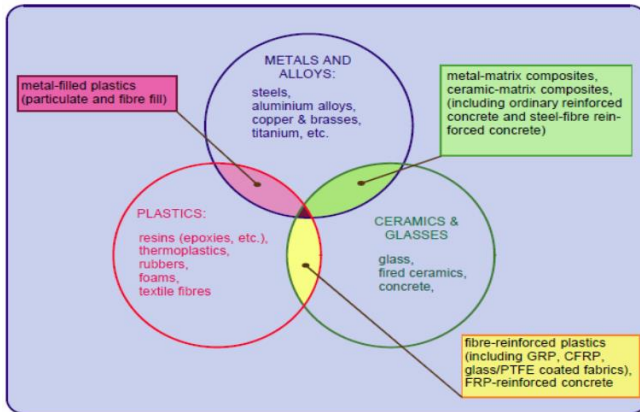 METALS AND
ALLOYS:
steels,
aluminium alloys,
copper & brasses,
titanium, etc.
metal-filled plastics
(particulate and fibre fill)
metal-matrix composites,
ceramic-matrix composites,
(including ordinary reinforced
concrete and steel-fibre rein-
forced concrete)
PLASTICS:
resins (epoxies, etc.),
thermoplastics,
rubbers,
foams,
textile fibres
CERAMICS &
GLASSES
glass,
fired ceramics,
concrete,
fibre-reinforced plastics
(including GRP, CFRP,
glass/PTFE coated fabrics),
FRP-reinforced concrete